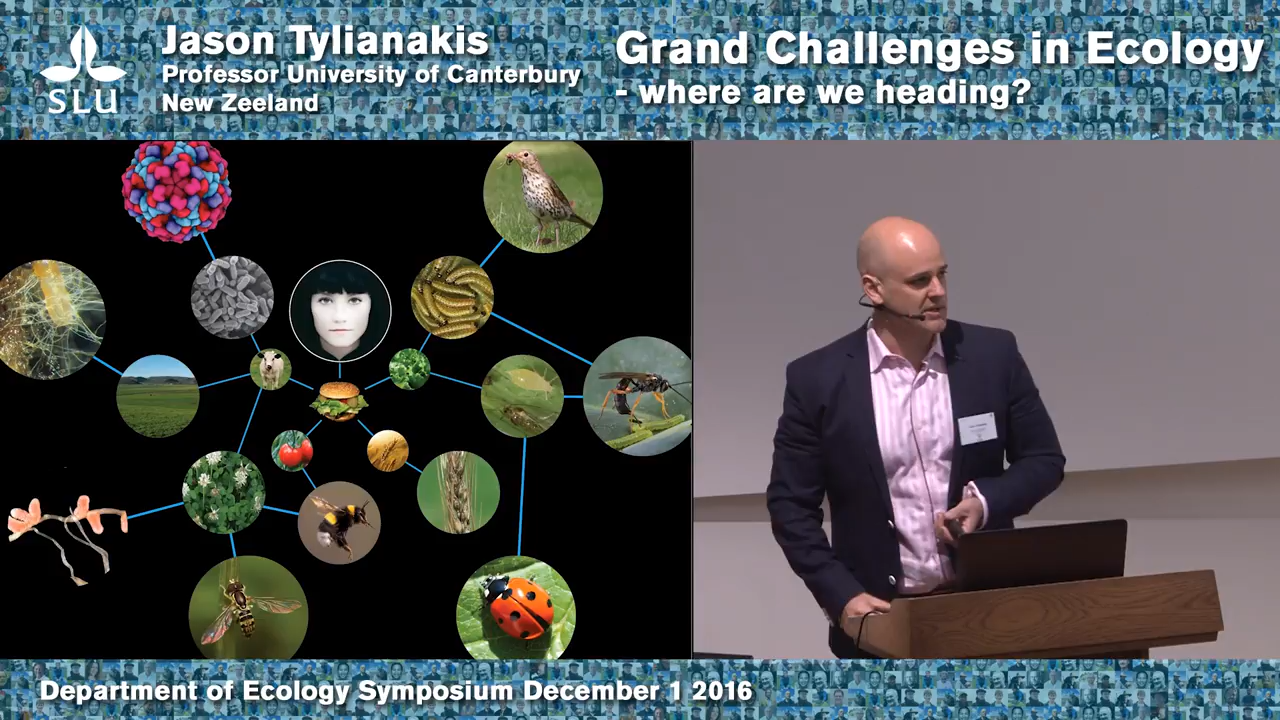 SLU
Jason Tylianakis
Professor University of Canterbury
New Zeeland
Grand Challenges in Ecology
- where are we heading?
Department of Ecology Symposium December 1 2016